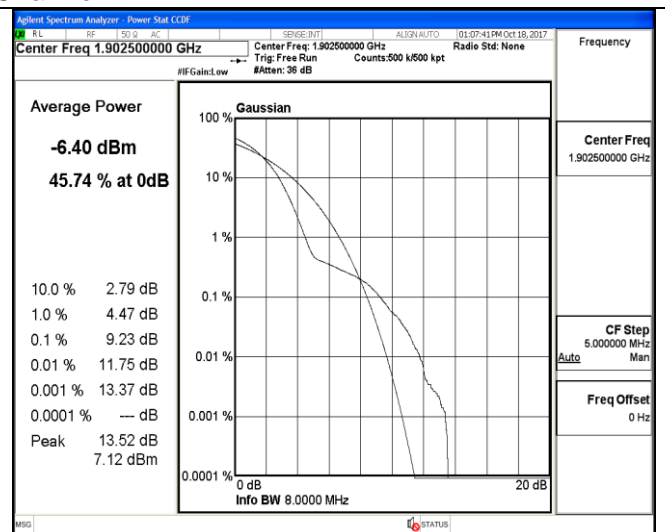 Agilent Spectrum Analyzer - Power Stat CCDF
RL RF 50 Ω AC SENSE:INT ALIGN AUTO 01:07:41 PM Oct 18, 2017
Center Freq 1.902500000 GHz
Center Freq: 1.902500000 GHz Radio Std: None
Trig: Free Run Counts:500 k/500 kpt
#IFGain:Low #Atten: 36 dB
Frequency
Average Power
-6.40 dBm
45.74 % at 0dB
10.0 % 2.79 dB
1.0 % 4.47 dB
0.1 % 9.23 dB
0.01 % 11.75 dB
0.001 % 13.37 dB
0.0001 % --- dB
Peak 13.52 dB
7.12 dBm
Gaussian
100 %
10 %
1 %
0.1 %
0.01 %
0.001 %
0.0001 %
0 dB 20 dB
Info BW 8.0000 MHz
Center Freq
1.902500000 GHz
CF Step
5.000000 MHz
Auto Man
Freq Offset
0 Hz
MSG STATUS